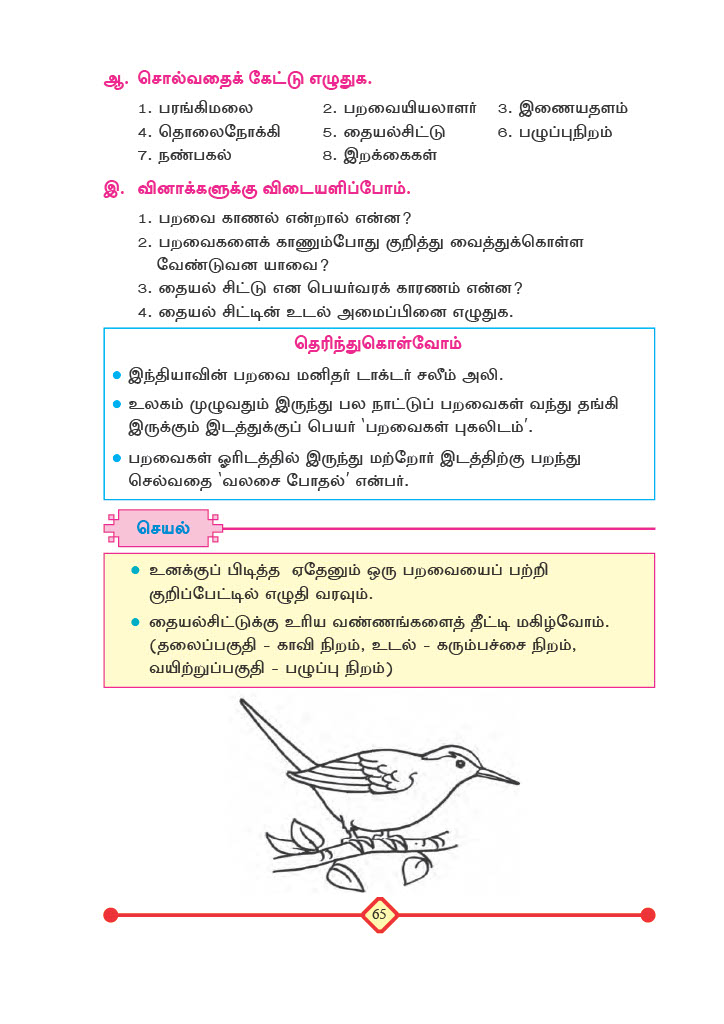 ஆ. சொல்வதைக் கேட்டு எழுதுக.
1. பரங்கிமலை 2. பறவையியலாளர் 3. இணையதளம்
4. தொலைநோக்கி 5. தையல்சிட்டு 6. பழுப்புநிறம்
7. நண்பகல் 8. இறக்கைகள்
இ. வினாக்களுக்கு விடையளிப்போம்.
1. பறவை காணல் என்றால் என்ன?
2. பறவைகளைக் காணும்போது குறித்து வைத்துக்கொள்ள
வேண்டுவன யாவை?
3. தையல் சிட்டு என பெயர்வரக் காரணம் என்ன?
4. தையல் சிட்டின் உடல் அமைப்பினை எழுதுக.
தெரிந்துகொள்வோம்
● இந்தியாவின் பறவை மனிதர் டாக்டர் சலீம் அலி.
● உலகம் முழுவதும் இருந்து பல நாட்டுப் பறவைகள் வந்து தங்கி
இருக்கும் இடத்துக்குப் பெயர் ‘பறவைகள் புகலிடம்’.
● பறவைகள் ஓரிடத்தில் இருந்து மற்றோர் இடத்திற்கு பறந்து
செல்வதை ‘வலசை போதல்’ என்பர்.
செயல்
● உனக்குப் பிடித்த ஏதேனும் ஒரு பறவையைப் பற்றி
குறிப்பேட்டில் எழுதி வரவும்.
● தையல்சிட்டுக்கு உரிய வண்ணங்களைத் தீட்டி மகிழ்வோம்.
(தலைப்பகுதி – காவி நிறம், உடல் – கரும்பச்சை நிறம்,
வயிற்றுப்பகுதி – பழுப்பு நிறம்)
65